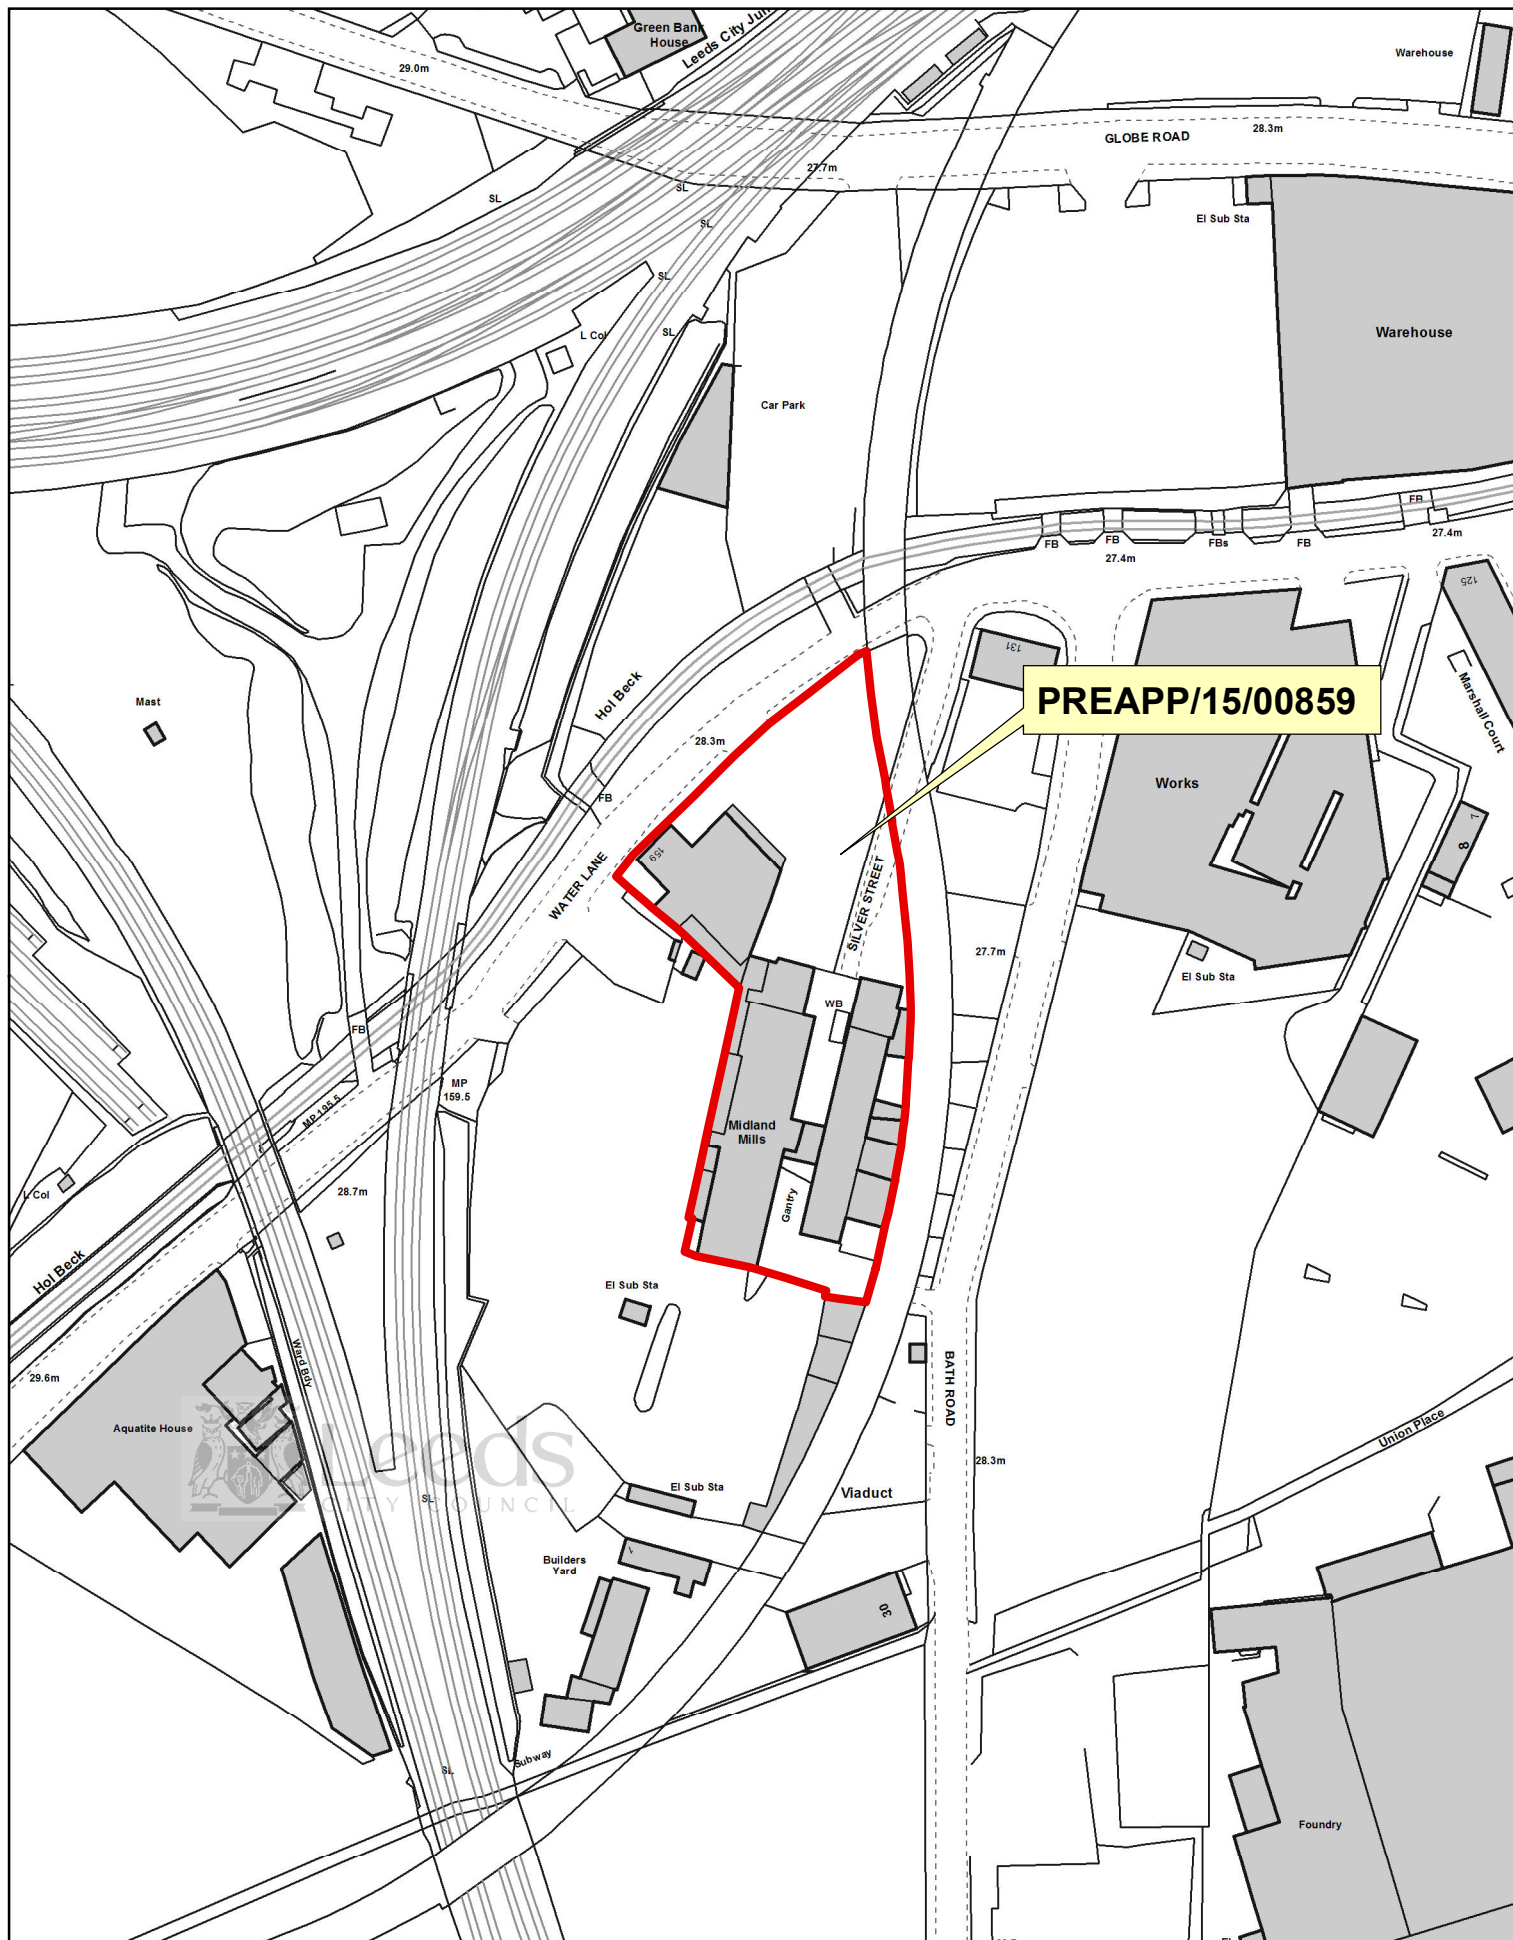 Green Bank
House
Leeds City Jun
Warehouse
29.0m
GLOBE ROAD
28.3m
27.7m
SL
SL
El Sub Sta
SL
SL
L Col
SL
Warehouse
Car Park
FB
27.4m
FB
FB
FBs
FB
27.4m
125
131
Marshall Court
Mast
Hol Beck
PREAPP/15/00859
28.3m
Works
FB
7
8
159
WATER LANE
SILVER STREET
27.7m
El Sub Sta
WB
FB
MP
159.5
MP 195.5
Midland
Mills
L Col
28.7m
Gantry
Hol Beck
El Sub Sta
Ward Bdy
29.6m
BATH ROAD
Aquatite House
Leeds
CITY COUNCIL
Union Place
28.3m
El Sub Sta
SL
Viaduct
Builders
Yard
1
30
Subway
SL
Foundry